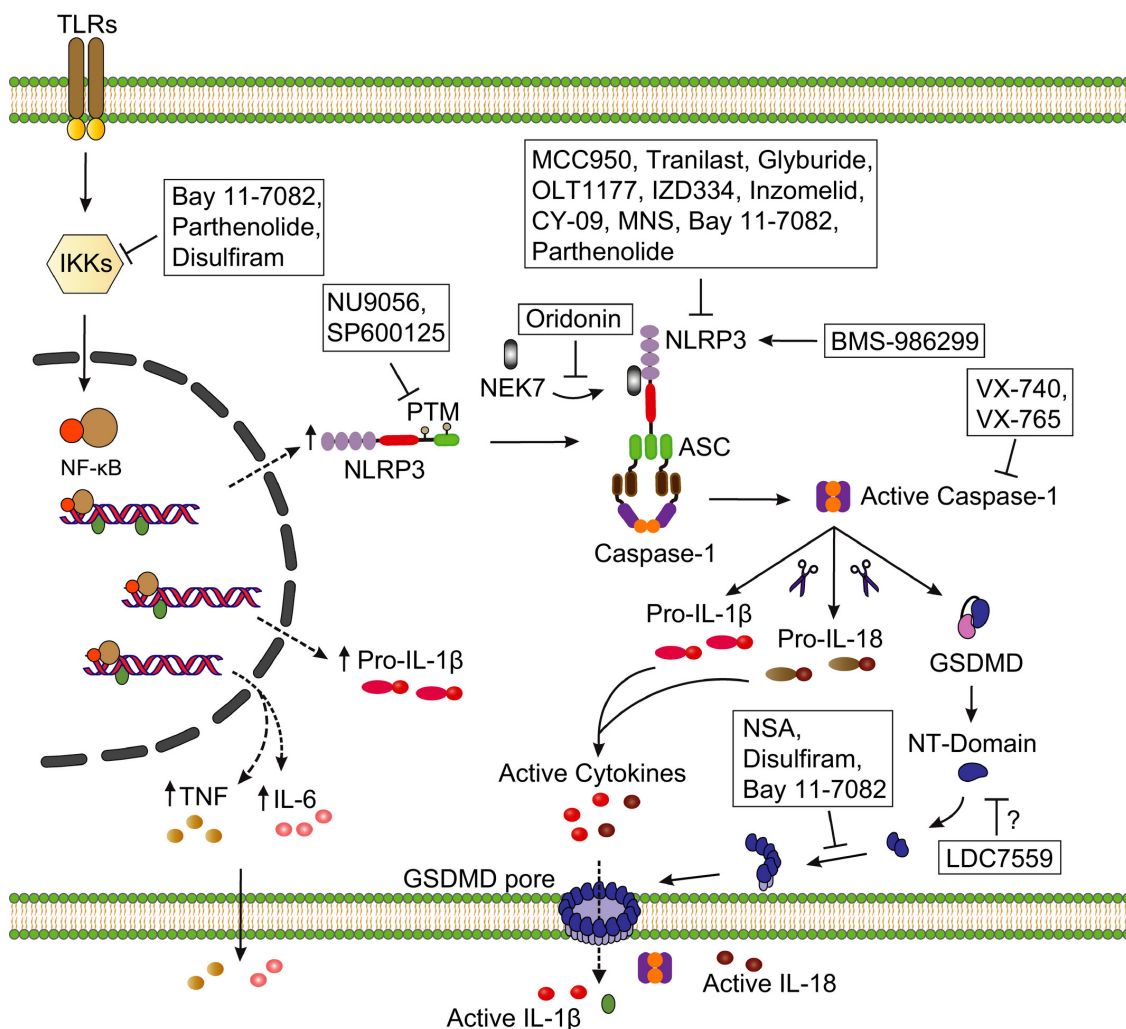 TLRs
MCC950, Tranilast, Glyburide,
OLT1177, IZD334, Inzomelid,
CY-09, MNS, Bay 11-7082,
Parthenolide
Bay 11-7082,
Parthenolide,
Disulfiram
IKKs
NU9056,
SP600125
Oridonin
NLRP3
BMS-986299
NEK7
VX-740,
VX-765
PTM
NLRP3
ASC
NF-κB
Active Caspase-1
Caspase-1
Pro-IL-1β
Pro-IL-18
GSDMD
Pro-IL-1β
NSA,
Disulfiram,
Bay 11-7082
NT-Domain
Active Cytokines
TNF
IL-6
?
LDC7559
GSDMD pore
Active IL-18
Active IL-1β